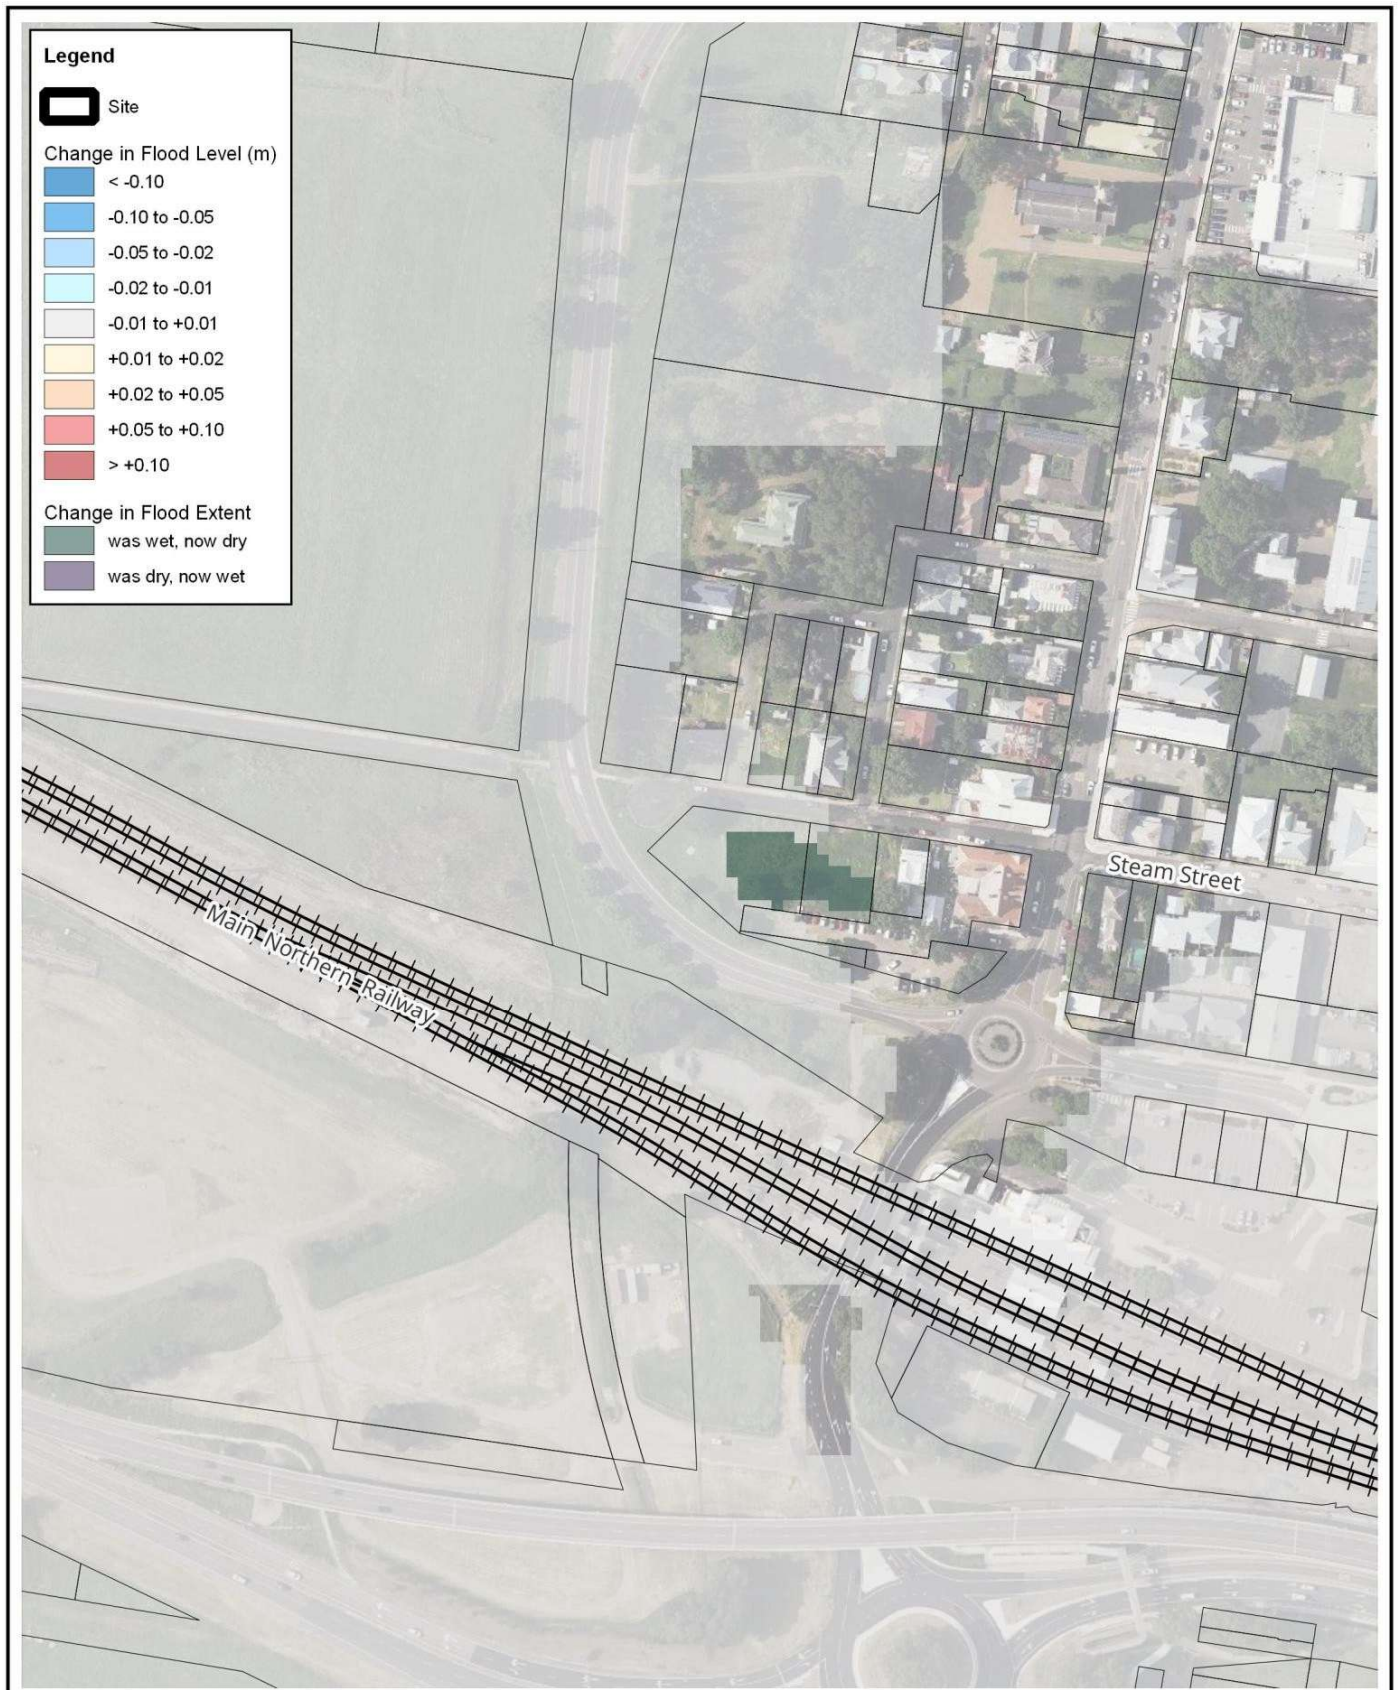 Legend
Site
Change in Flood Level (m)
< -0.10
-0.10 to -0.05
-0.05 to -0.02
-0.02 to -0.01
-0.01 to +0.01
+0.01 to +0.02
+0.02 to +0.05
+0.05 to +0.10
> +0.10
Change in Flood Extent
was wet, now dry
was dry, now wet
Steam Street
Main Northern Railway